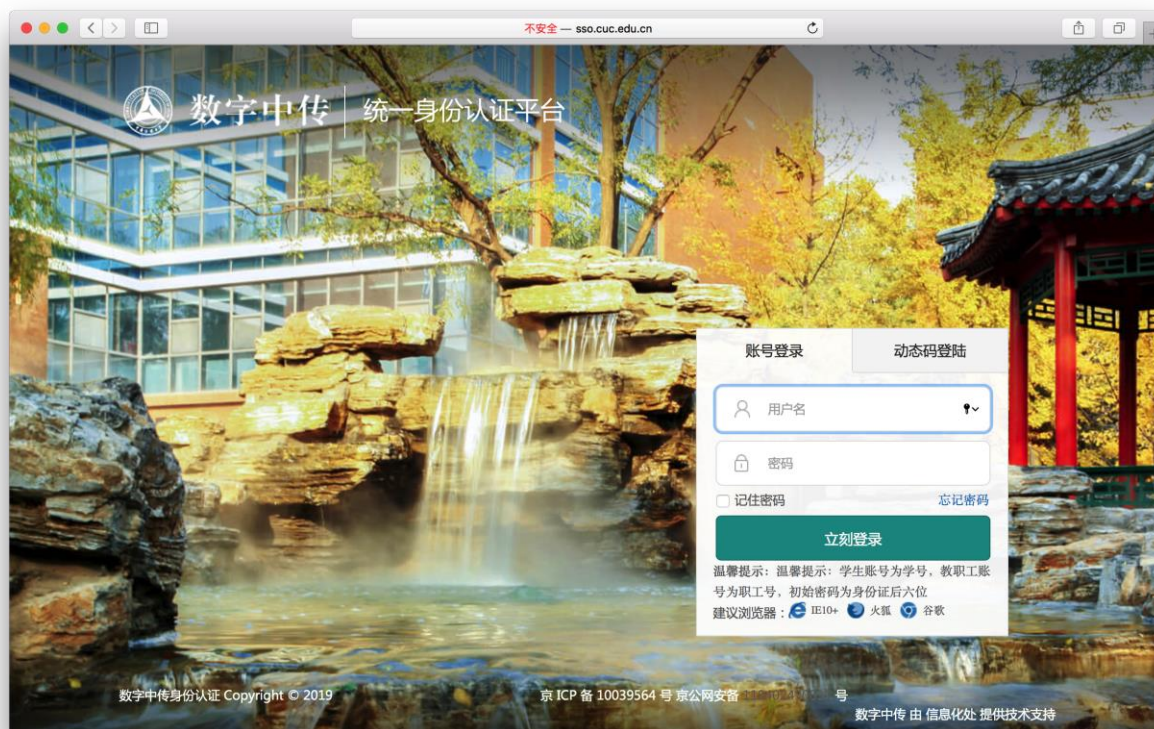 不安全 — sso.cuc.edu.cn
数字中传 统一身份认证平台
账号登录 动态码登陆
用户名
密码
记住密码 忘记密码
立刻登录
温馨提示：温馨提示：学生账号为学号，教职工账
号为职工号，初始密码为身份证后六位
建议浏览器： IE10+ 火狐 谷歌
数字中传身份认证 Copyright © 2019 京 ICP 备 10039564 号 京公网安备 号
数字中传 由 信息化处 提供技术支持